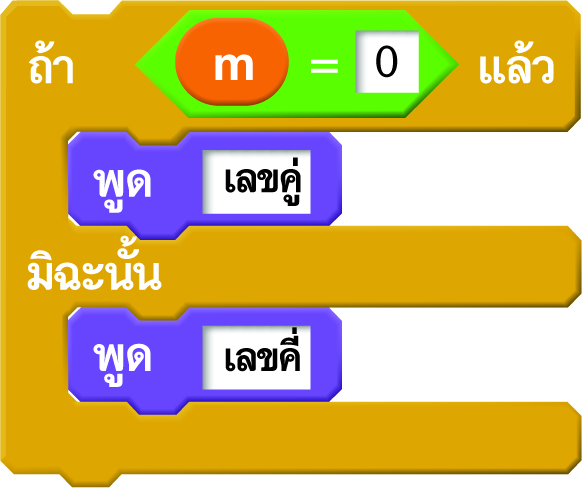 ถ้า m = 0 แล้ว
พูด เลขคู่
มิฉะนั้น
พูด เลขคี่